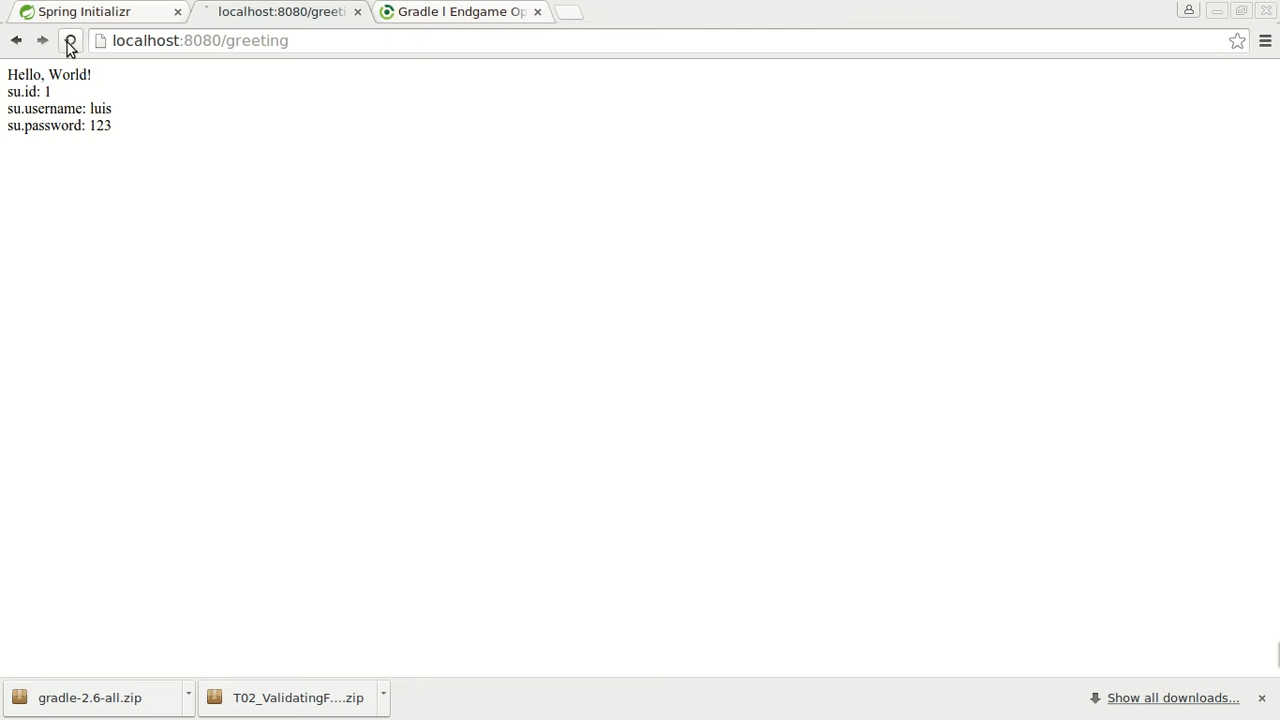 Spring Initializr
localhost:8080/greeti
Gradle l Endgame Op
localhost:8080/greeting
Hello, World!
su.id: 1
su.username: luis
su.password: 123
gradle-2.6-all.zip
T02_ValidatingF....zip
Show all downloads...